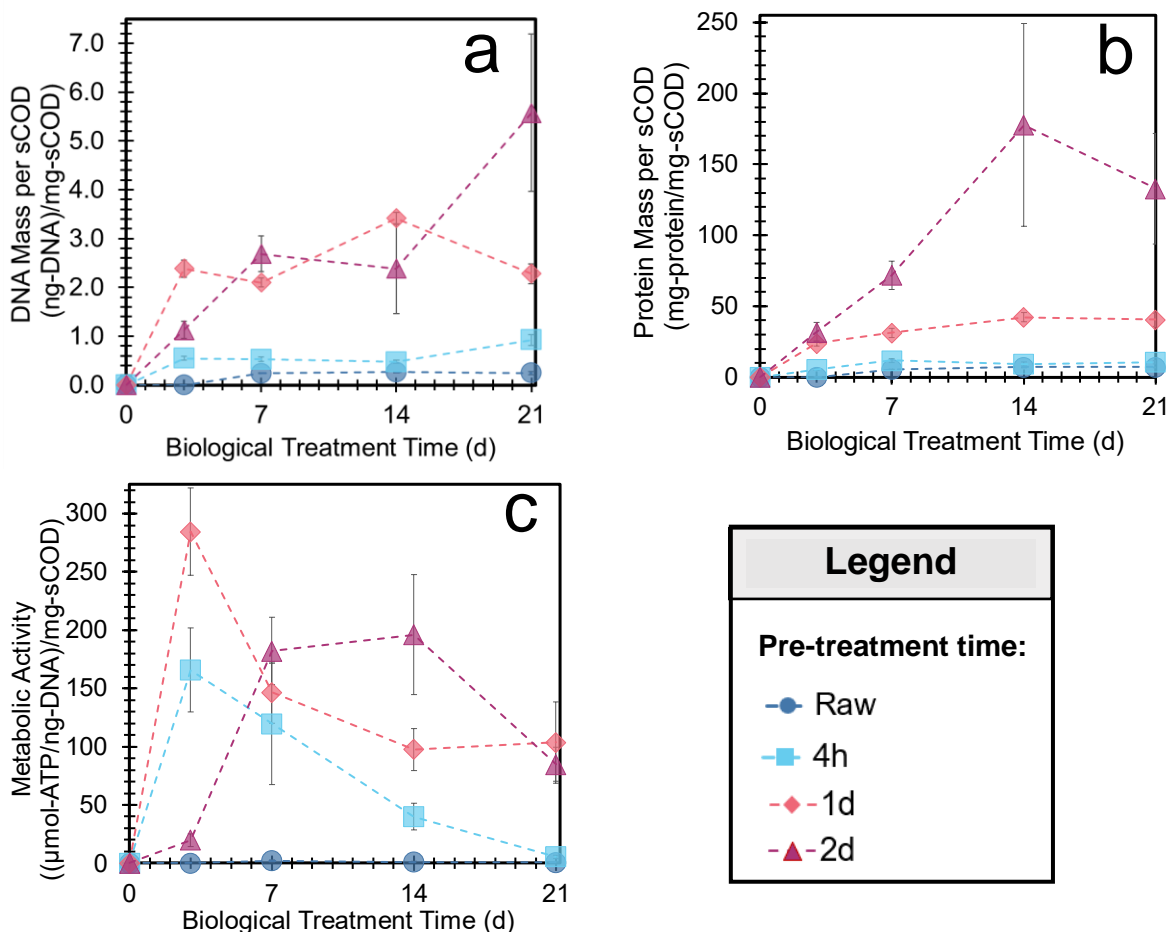 a
DNA Mass per sCOD
(ng-DNA)/mg-sCOD)
7.0
6.0
5.0
4.0
3.0
2.0
1.0
0.0
0 7 14 21
Biological Treatment Time (d)
b
Protein Mass per sCOD
(mg-protein/mg-sCOD)
250
200
150
100
50
0
0 7 14 21
Biological Treatment Time (d)
c
Metabolic Activity
((µmol-ATP/ng-DNA)/mg-sCOD)
300
250
200
150
100
50
0
0 7 14 21
Biological Treatment Time (d)
Legend
Pre-treatment time:
Raw
4h
1d
2d